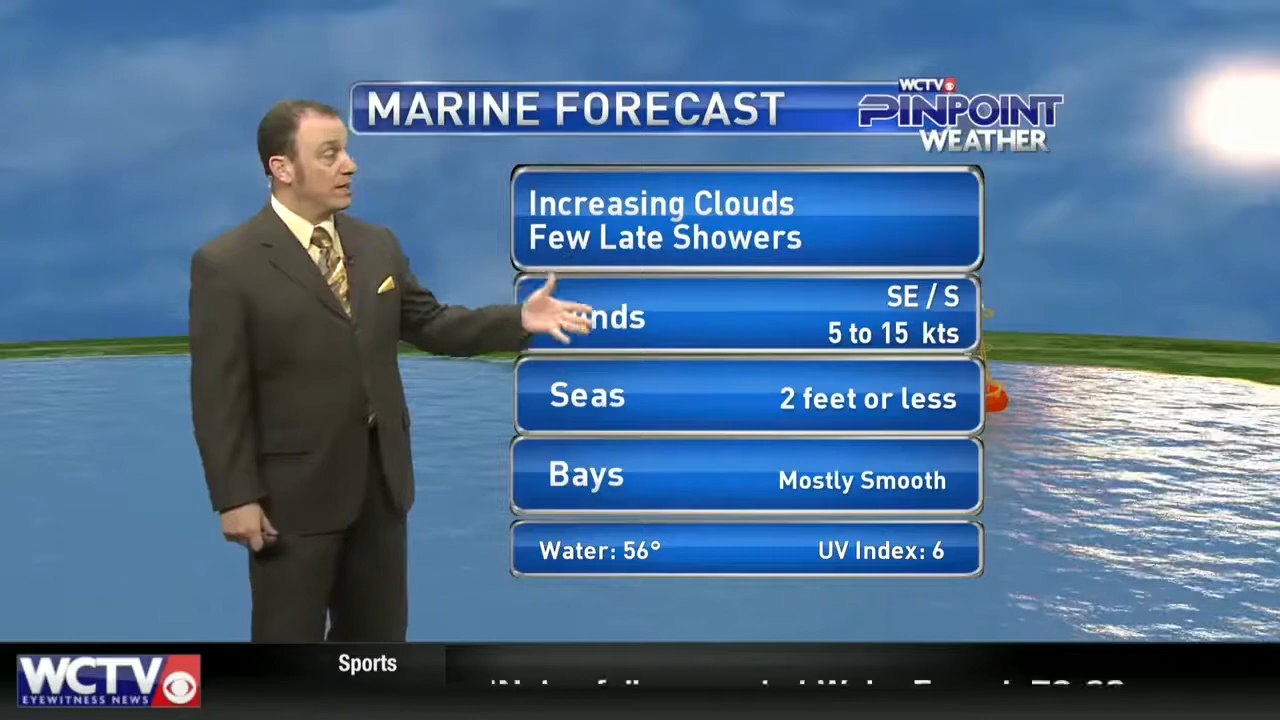 MARINE FORECAST
WCTV
PINPOINT
WEATHER
Increasing Clouds
Few Late Showers
SE / S
5 to 15 kts
Seas
2 feet or less
Bays
Mostly Smooth
Water: 56°
UV Index: 6
Sports
WCTV
EYEWITNESS NEWS